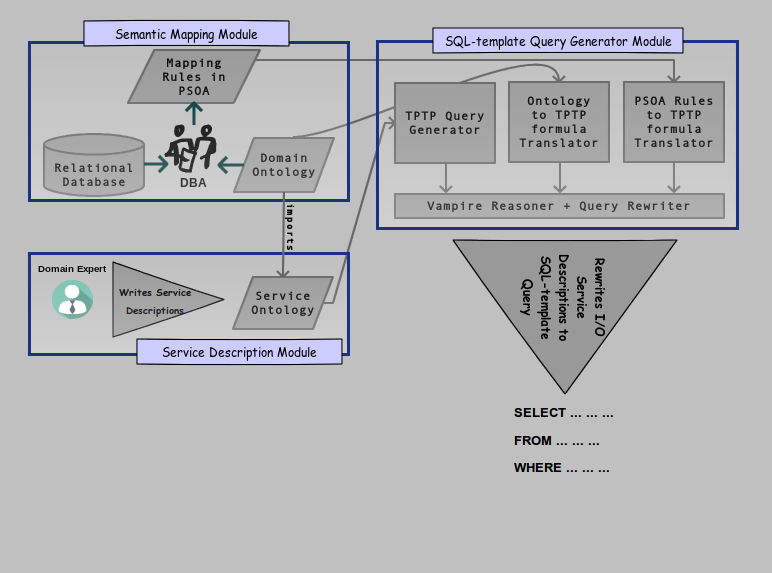 Semantic Mapping Module
Mapping
Rules in
PSOA
Relational
Database
DBA
Domain
Ontology
imports
Domain Expert
Writes Service
Descriptions
Service
Ontology
Service Description Module
SQL-template Query Generator Module
TPTP Query
Generator
Ontology
to TPTP
formula
Translator
PSOA Rules
to TPTP
formula
Translator
Vampire Reasoner + Query Rewriter
Rewrites I/O
Service
Descriptions to
SQL-template
Query
SELECT ... ... ...
FROM ... ... ...
WHERE ... ... ...